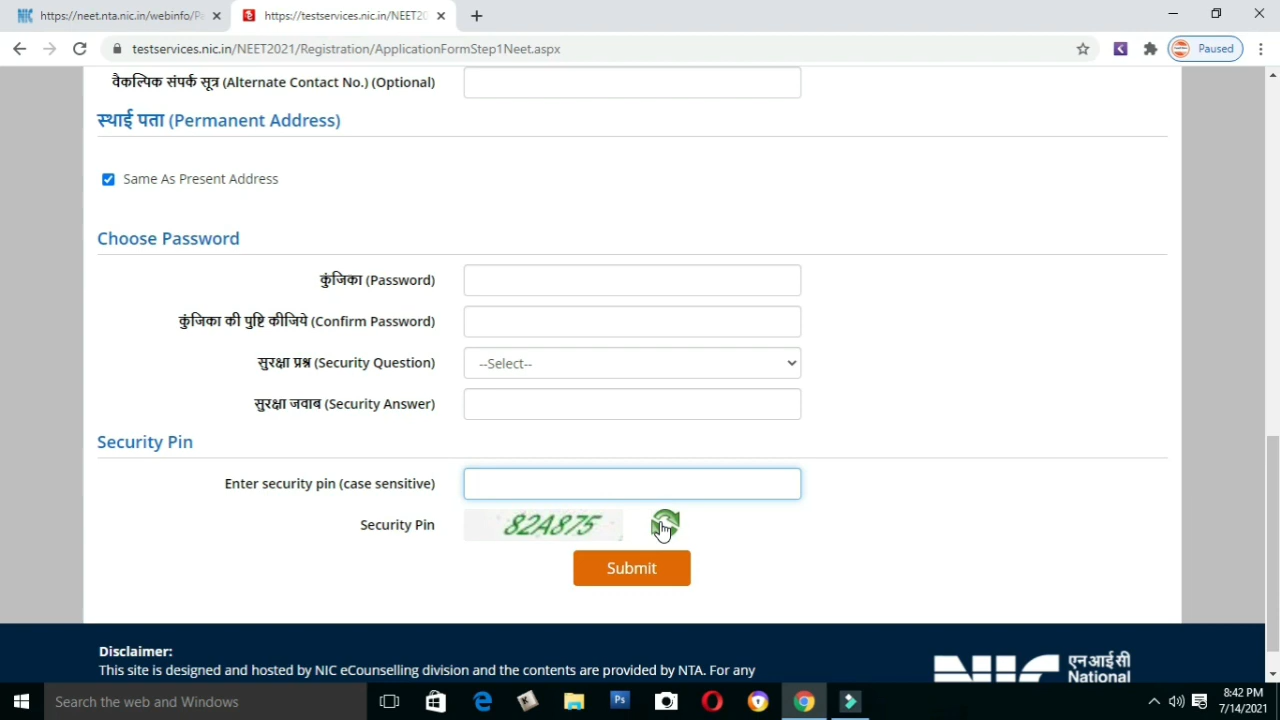 https://neet.nta.nic.in/webinfo/Pa
https://testservices.nic.in/NEET20
testservices.nic.in/NEET2021/Registration/ApplicationFormStep1Neet.aspx
Paused
वैकल्पिक संपर्क सूत्र (Alternate Contact No.) (Optional)
स्थाई पता (Permanent Address)
Same As Present Address
Choose Password
कुंजिका (Password)
कुंजिका की पुष्टि कीजिये (Confirm Password)
सुरक्षा प्रश्न (Security Question)
--Select--
सुरक्षा जवाब (Security Answer)
Security Pin
Enter security pin (case sensitive)
Security Pin
82A875
Submit
Disclaimer:
This site is designed and hosted by NIC eCounselling division and the contents are provided by NTA. For any
NIC
एनआईसी
National
Search the web and Windows
Ps
8:42 PM
7/14/2021